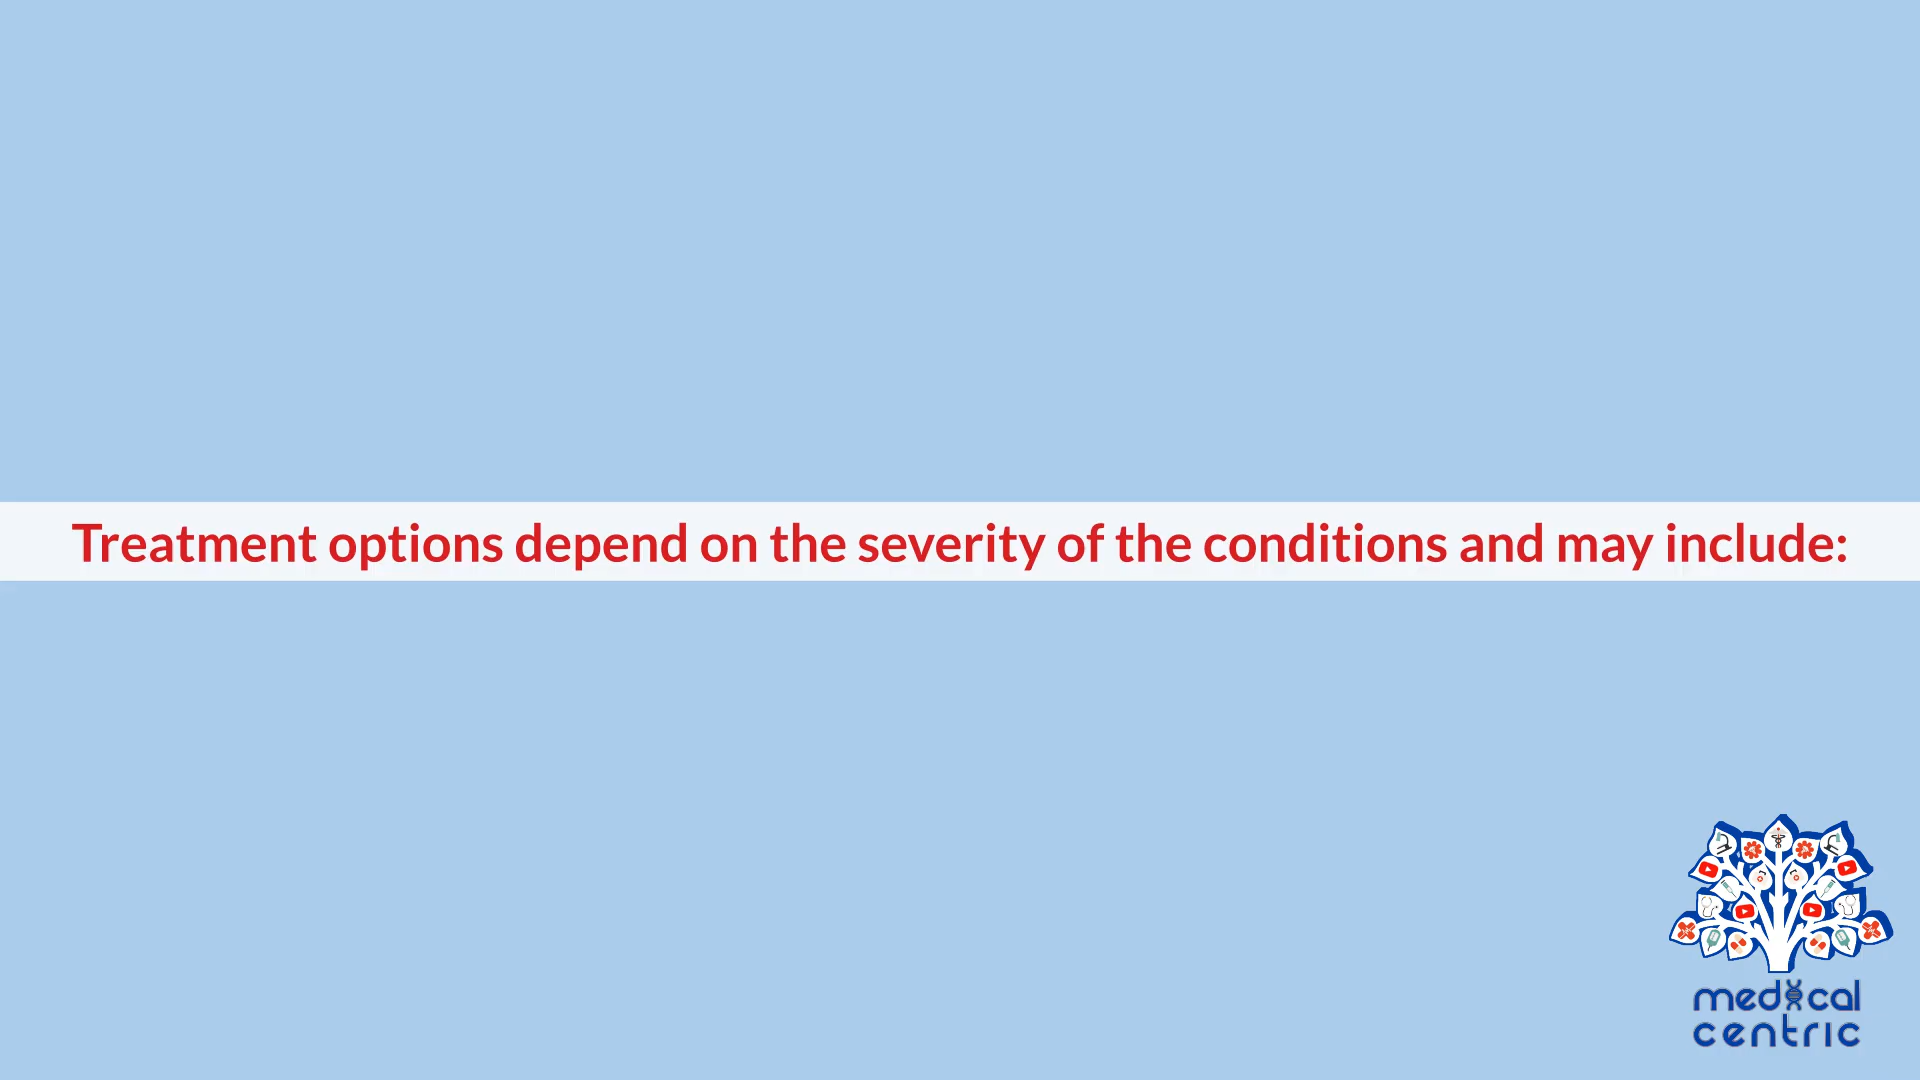 Treatment options depend on the severity of the conditions and may include:
medical
centric